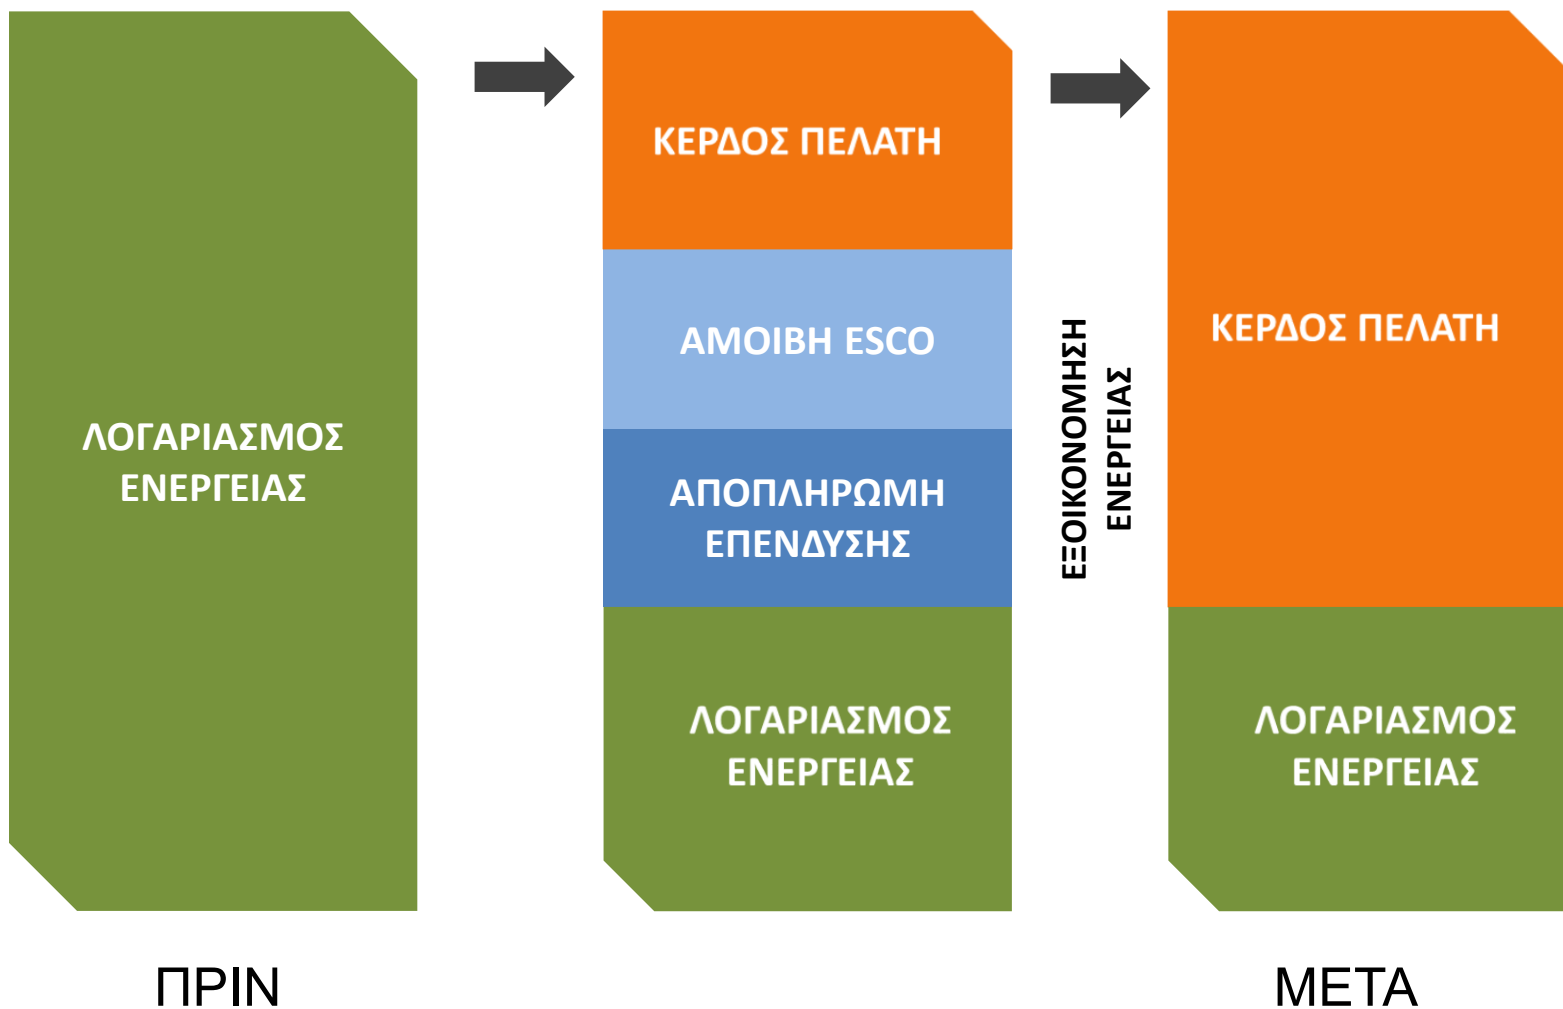 ΛΟΓΑΡΙΑΣΜΟΣ
ΕΝΕΡΓΕΙΑΣ
ΠΡΙΝ
ΚΕΡΔΟΣ ΠΕΛΑΤΗ
ΑΜΟΙΒΗ ESCO
ΑΠΟΠΛΗΡΩΜΗ
ΕΠΕΝΔΥΣΗΣ
ΛΟΓΑΡΙΑΣΜΟΣ
ΕΝΕΡΓΕΙΑΣ
ΕΞΟΙΚΟΝΟΜΗΣΗ
ΕΝΕΡΓΕΙΑΣ
ΚΕΡΔΟΣ ΠΕΛΑΤΗ
ΛΟΓΑΡΙΑΣΜΟΣ
ΕΝΕΡΓΕΙΑΣ
ΜΕΤΑ